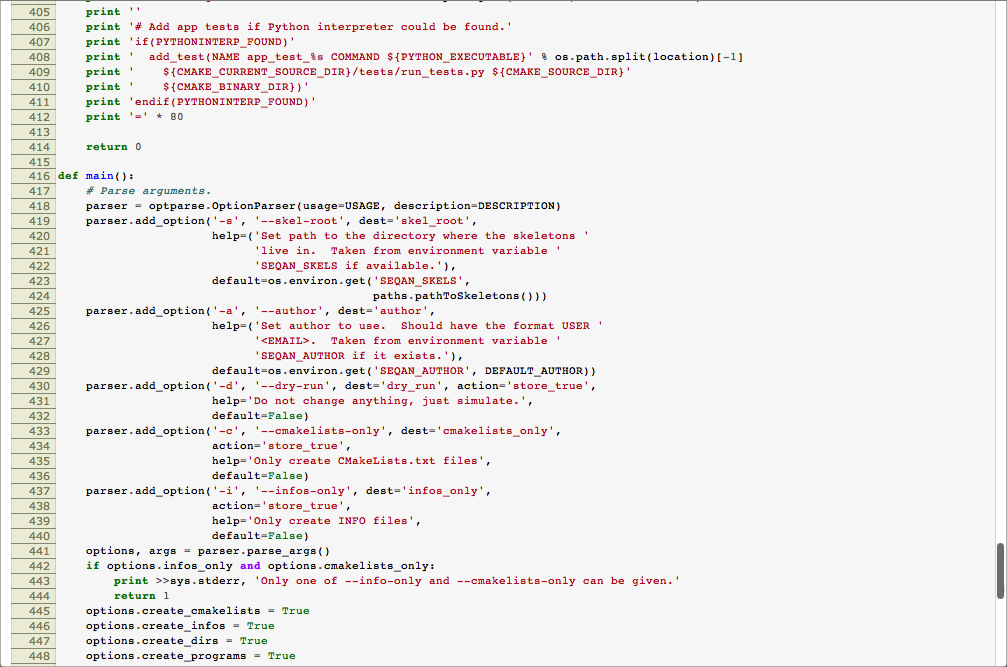 405     print ''
406     print '# Add app tests if Python interpreter could be found.'
407     print 'if(PYTHONINTERP_FOUND)'
408     print '  add_test(NAME app_test_%s COMMAND ${PYTHON_EXECUTABLE}' % os.path.split(location)[-1]
409     print '    ${CMAKE_CURRENT_SOURCE_DIR}/tests/run_tests.py ${CMAKE_SOURCE_DIR}'
410     print '    ${CMAKE_BINARY_DIR})'
411     print 'endif(PYTHONINTERP_FOUND)'
412     print '=' * 80
413
414     return 0
415
416 def main():
417     # Parse arguments.
418     parser = optparse.OptionParser(usage=USAGE, description=DESCRIPTION)
419     parser.add_option('-s', '--skel-root', dest='skel_root',
420                       help=('Set path to the directory where the skeletons '
421                             'live in.  Taken from environment variable '
422                             'SEQAN_SKELS if available.'),
423                       default=os.environ.get('SEQAN_SKELS',
424                                              paths.pathToSkeletons()))
425     parser.add_option('-a', '--author', dest='author',
426                       help=('Set author to use.  Should have the format USER '
427                             '<EMAIL>.  Taken from environment variable '
428                             'SEQAN_AUTHOR if it exists.'),
429                       default=os.environ.get('SEQAN_AUTHOR', DEFAULT_AUTHOR))
430     parser.add_option('-d', '--dry-run', dest='dry_run', action='store_true',
431                       help='Do not change anything, just simulate.',
432                       default=False)
433     parser.add_option('-c', '--cmakelists-only', dest='cmakelists_only',
434                       action='store_true',
435                       help='Only create CMakeLists.txt files',
436                       default=False)
437     parser.add_option('-i', '--infos-only', dest='infos_only',
438                       action='store_true',
439                       help='Only create INFO files',
440                       default=False)
441     options, args = parser.parse_args()
442     if options.infos_only and options.cmakelists_only:
443         print >>sys.stderr, 'Only one of --info-only and --cmakelists-only can be given.'
444         return 1
445     options.create_cmakelists = True
446     options.create_infos = True
447     options.create_dirs = True
448     options.create_programs = True